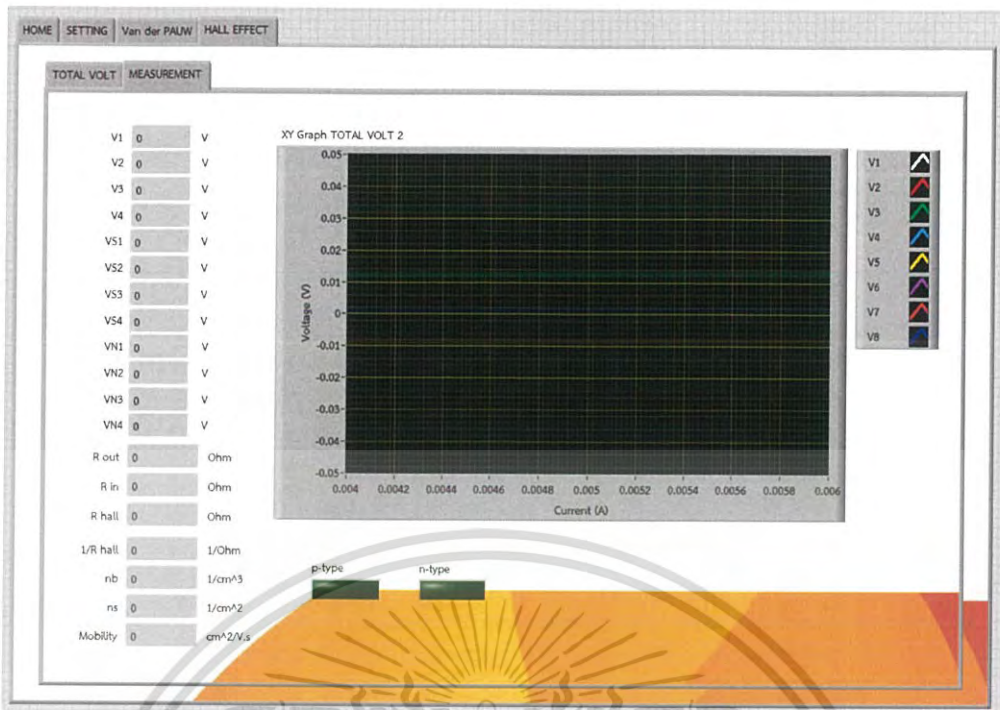 HOME SETTING Van der PAUW HALL EFFECT
TOTAL VOLT MEASUREMENT
V1 0 V
V2 0 V
V3 0 V
V4 0 V
VS1 0 V
VS2 0 V
VS3 0 V
VS4 0 V
VN1 0 V
VN2 0 V
VN3 0 V
VN4 0 V
R out 0 Ohm
R in 0 Ohm
R hall 0 Ohm
1/R hall 0 1/Ohm
nb 0 1/cm^3
ns 0 1/cm^2
Mobility 0 cm^2/V.s
XY Graph TOTAL VOLT 2
Voltage (V)
0.05
0.04
0.03
0.02
0.01
0
-0.01
-0.02
-0.03
-0.04
-0.05
0.004 0.0042 0.0044 0.0046 0.0048 0.005 0.0052 0.0054 0.0056 0.0058 0.006
Current (A)
V1
V2
V3
V4
V5
V6
V7
V8
p-type n-type